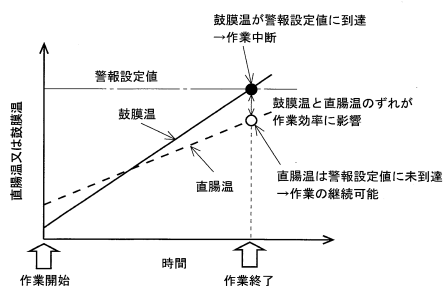 鼓膜温が警報設定値に到達
→作業中断
警報設定値
鼓膜温
鼓膜温と直腸温のずれが
作業効率に影響
直腸温又は鼓膜温
直腸温
直腸温は警報設定値に未到達
→作業の継続可能
時間
作業開始
作業終了